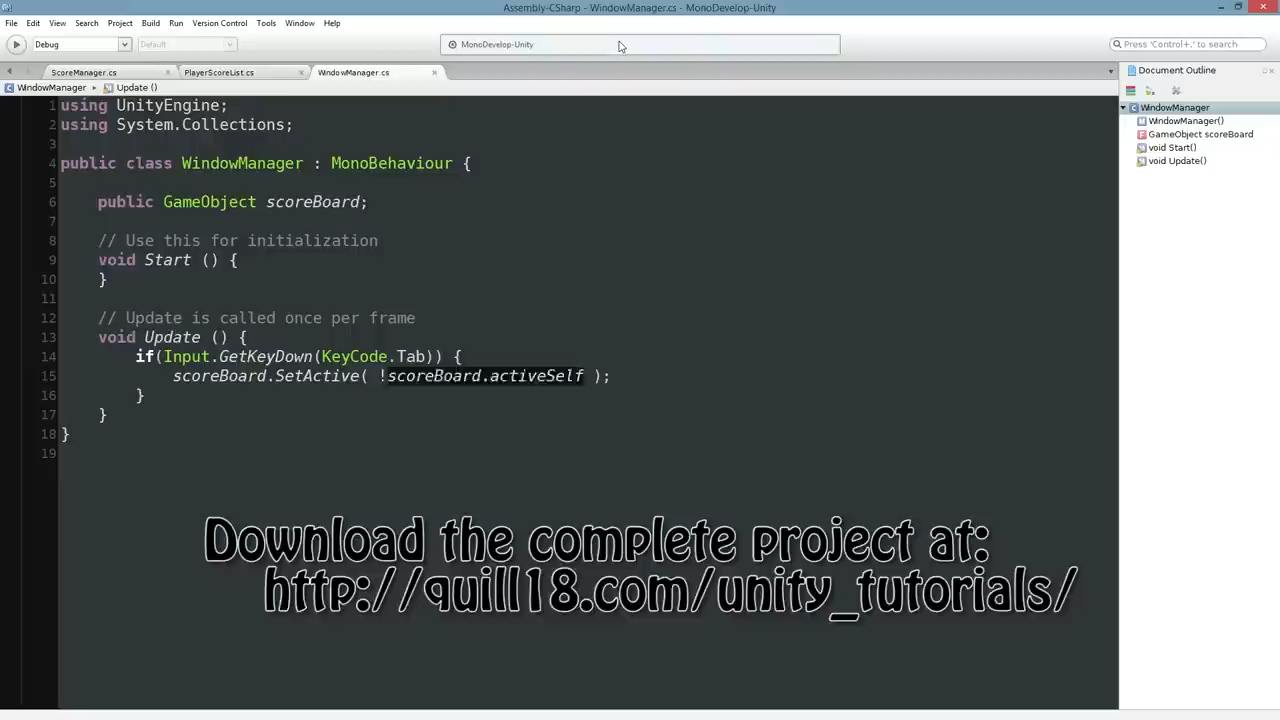 Assembly-CSharp - WindowManager.cs - MonoDevelop-Unity
File Edit View Search Project Build Run Version Control Tools Window Help
Debug Default MonoDevelop-Unity Press 'Control+,' to search
ScoreManager.cs PlayerScoreList.cs WindowManager.cs
WindowManager Update ()
1 using UnityEngine;
2 using System.Collections;
3
4 public class WindowManager : MonoBehaviour {
5
6 public GameObject scoreBoard;
7
8 // Use this for initialization
9 void Start () {
10 }
11
12 // Update is called once per frame
13 void Update () {
14 if(Input.GetKeyDown(KeyCode.Tab)) {
15 scoreBoard.SetActive( !scoreBoard.activeSelf );
16 }
17 }
18 }
19
Document Outline
WindowManager
WindowManager()
GameObject scoreBoard
void Start()
void Update()
Download the complete project at:
http://quill18.com/unity_tutorials/